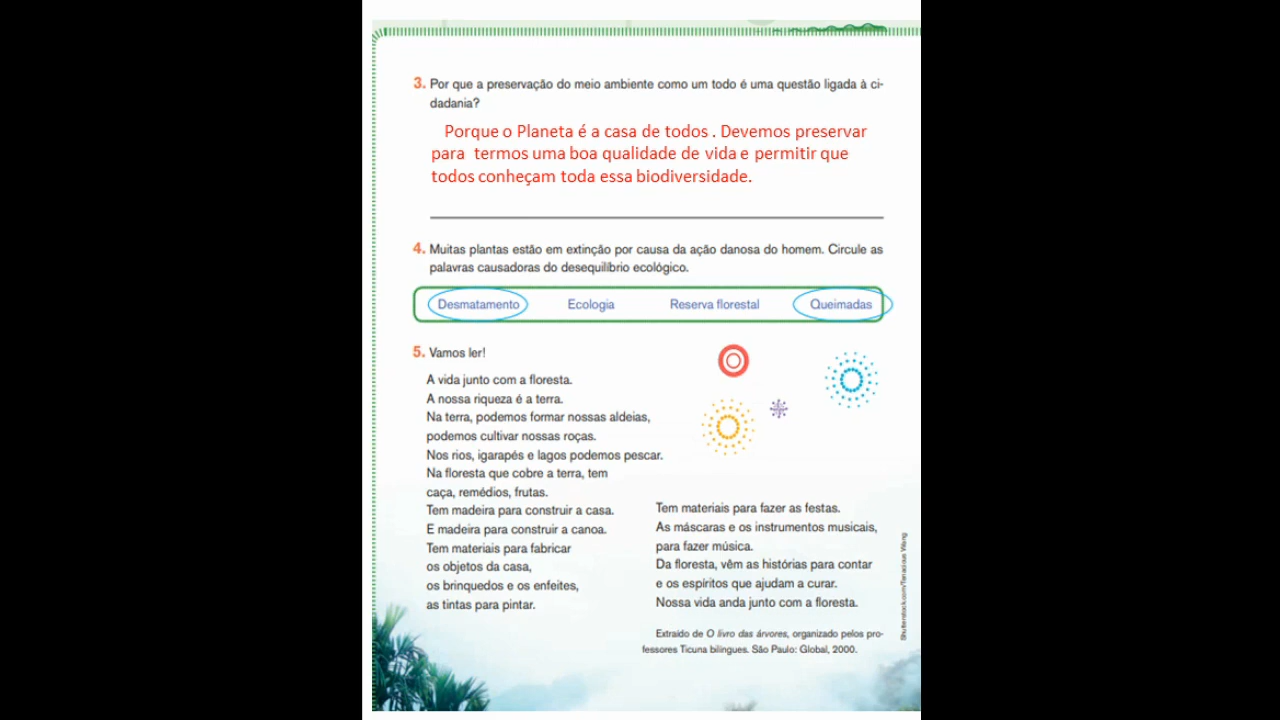 3. Por que a preservação do meio ambiente como um todo é uma questão ligada à ci-
dadania?
Porque o Planeta é a casa de todos . Devemos preservar
para termos uma boa qualidade de vida e permitir que
todos conheçam toda essa biodiversidade.
4. Muitas plantas estão em extinção por causa da ação danosa do homem. Circule as
palavras causadoras do desequilíbrio ecológico.
Desmatamento Ecologia Reserva florestal Queimadas
5. Vamos ler!
A vida junto com a floresta.
A nossa riqueza é a terra.
Na terra, podemos formar nossas aldeias,
podemos cultivar nossas roças.
Nos rios, igarapés e lagos podemos pescar.
Na floresta que cobre a terra, tem
caça, remédios, frutas.
Tem madeira para construir a casa.
E madeira para construir a canoa.
Tem materiais para fabricar
os objetos da casa,
os brinquedos e os enfeites,
as tintas para pintar.
Tem materiais para fazer as festas.
As máscaras e os instrumentos musicais,
para fazer música.
Da floresta, vêm as histórias para contar
e os espíritos que ajudam a curar.
Nossa vida anda junto com a floresta.
Extraído de O livro das árvores, organizado pelos pro-
fessores Ticuna bilíngues. São Paulo: Global, 2000.
Shutterstock.com/Tenacious Wang